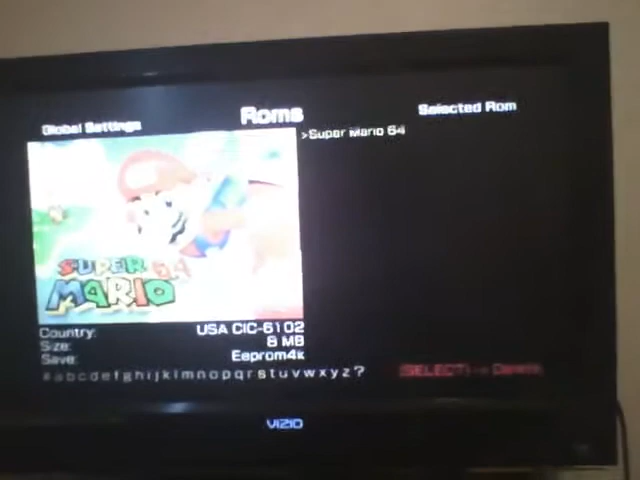 Global Settings
Roms
Selected Rom
>Super Mario 64
SUPER 64
MARIO
Country: USA CIC-6102
Size: 8 MB
Save: Eeprom4k
#abcdefghijklmnopqrstuvwxyz?
(SELECT) -> Delete
VIZIO